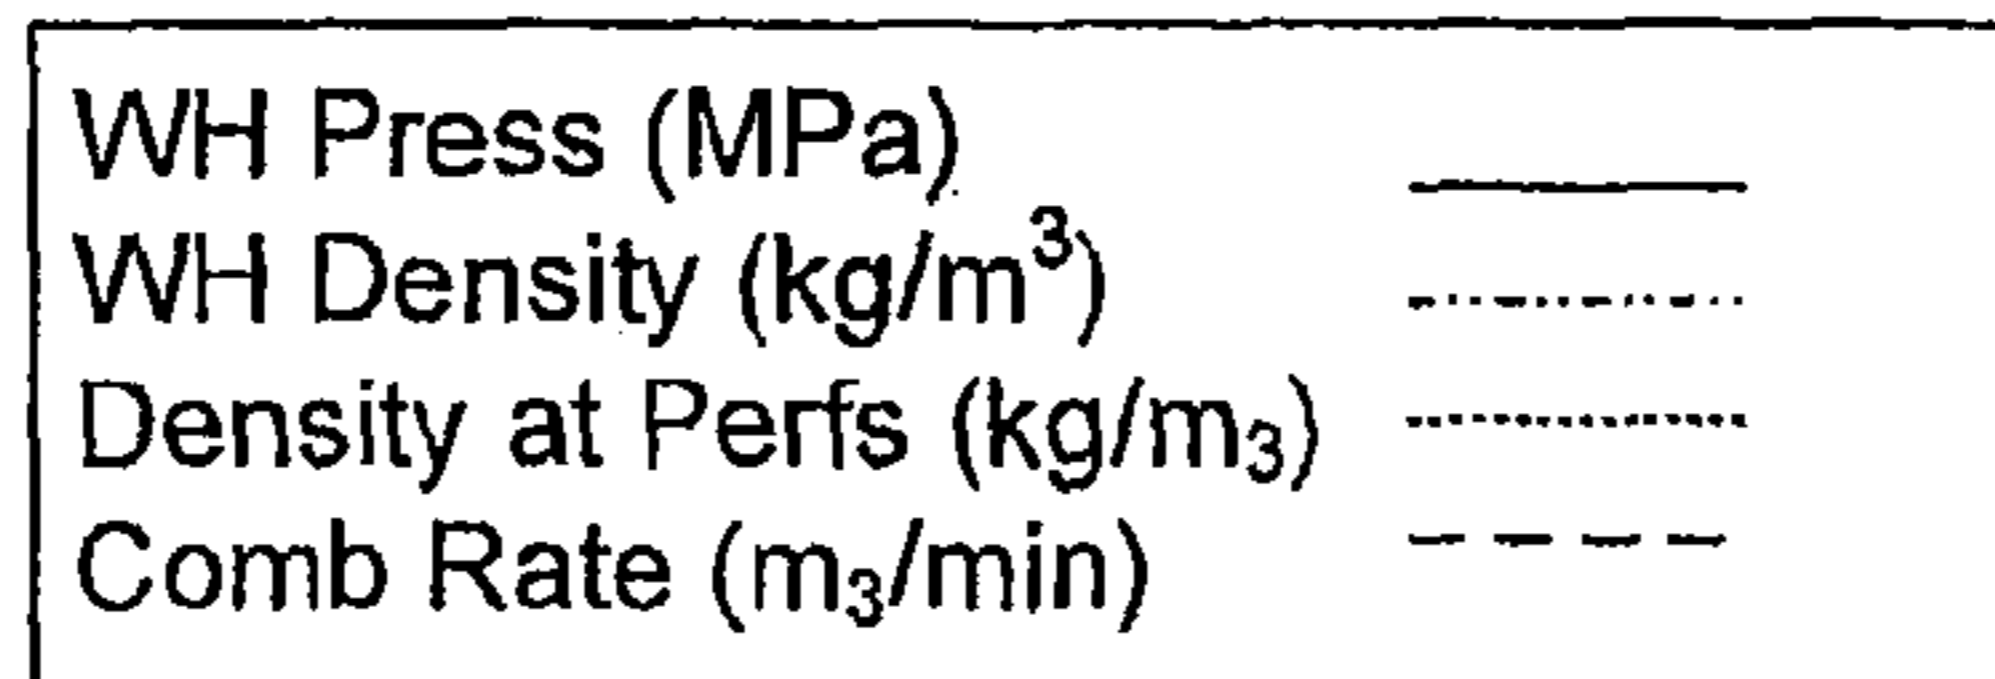 WH Press (MPa)
WH Density (kg/m³)
Density at Perfs (kg/m₃)
Comb Rate (m₃/min)